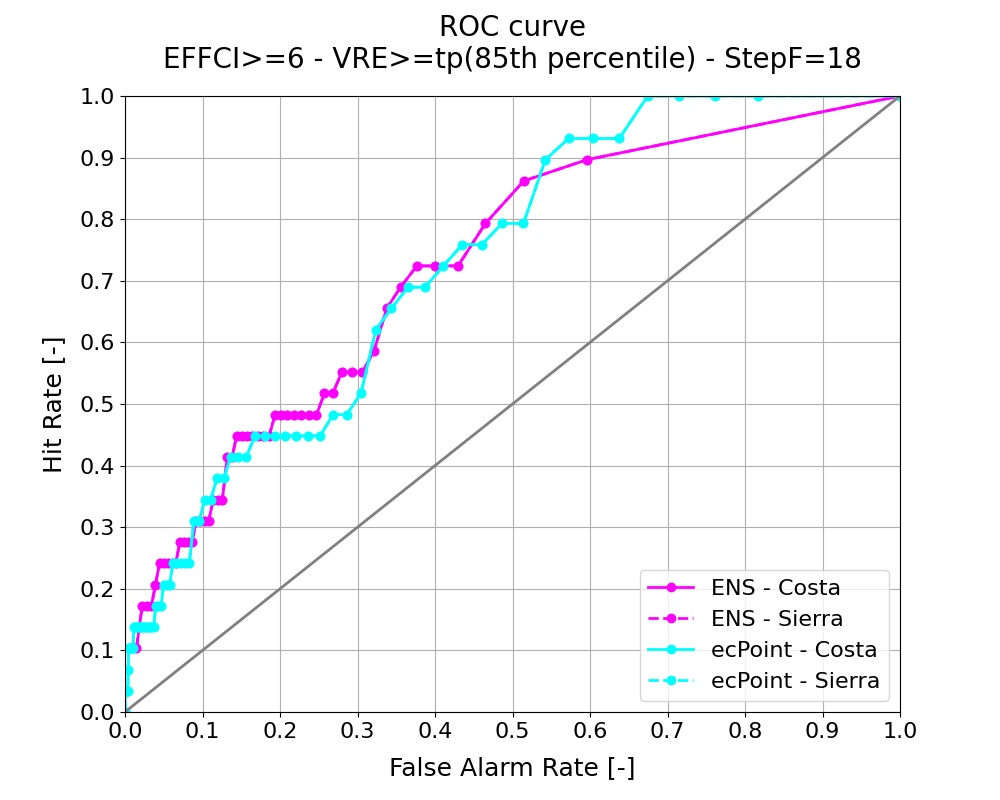 ROC curve
EFFCI>=6 - VRE>=tp(85th percentile) - StepF=18
1.0
0.9
0.8
0.7
0.6
0.5
0.4
0.3
0.2
0.1
0.0
Hit Rate [-]
ENS - Costa
ENS - Sierra
ecPoint - Costa
ecPoint - Sierra
0.0 0.1 0.2 0.3 0.4 0.5 0.6 0.7 0.8 0.9 1.0
False Alarm Rate [-]